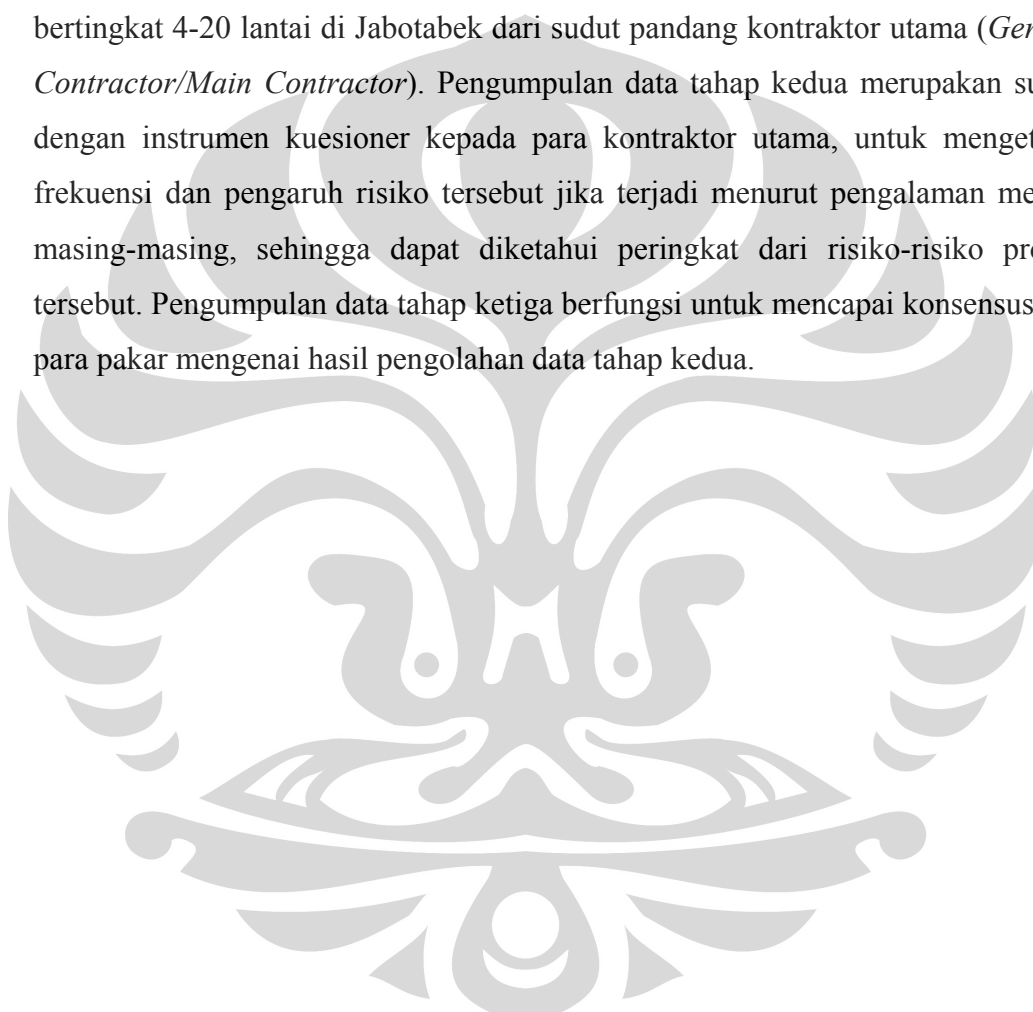 bertingkat 4-20 lantai di Jabotabek dari sudut pandang kontraktor utama (Gen
Contractor/Main Contractor). Pengumpulan data tahap kedua merupakan su
dengan instrumen kuesioner kepada para kontraktor utama, untuk menget
frekuensi dan pengaruh risiko tersebut jika terjadi menurut pengalaman me
masing-masing, sehingga dapat diketahui peringkat dari risiko-risiko pro
tersebut. Pengumpulan data tahap ketiga berfungsi untuk mencapai konsensus
para pakar mengenai hasil pengolahan data tahap kedua.